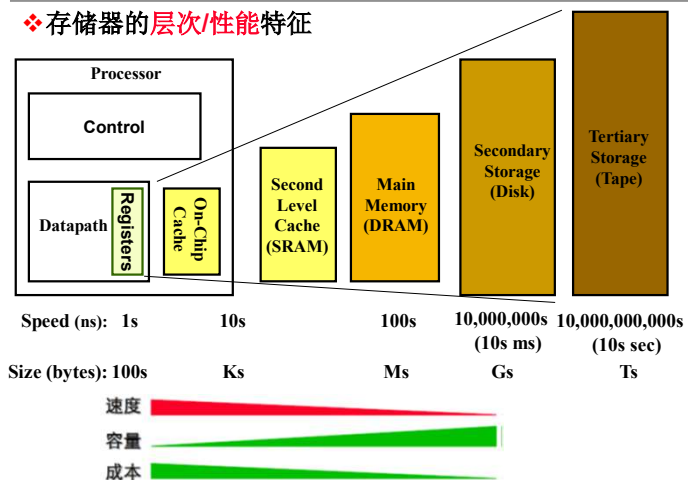 ❖存储器的层次/性能特征
Processor
Control
Datapath
Registers
On-Chip
Cache
Second
Level
Cache
(SRAM)
Main
Memory
(DRAM)
Secondary
Storage
(Disk)
Tertiary
Storage
(Tape)
Speed (ns): 1s 10s 100s 10,000,000s 10,000,000,000s
(10s ms) (10s sec)
Size (bytes): 100s Ks Ms Gs Ts
速度
容量
成本